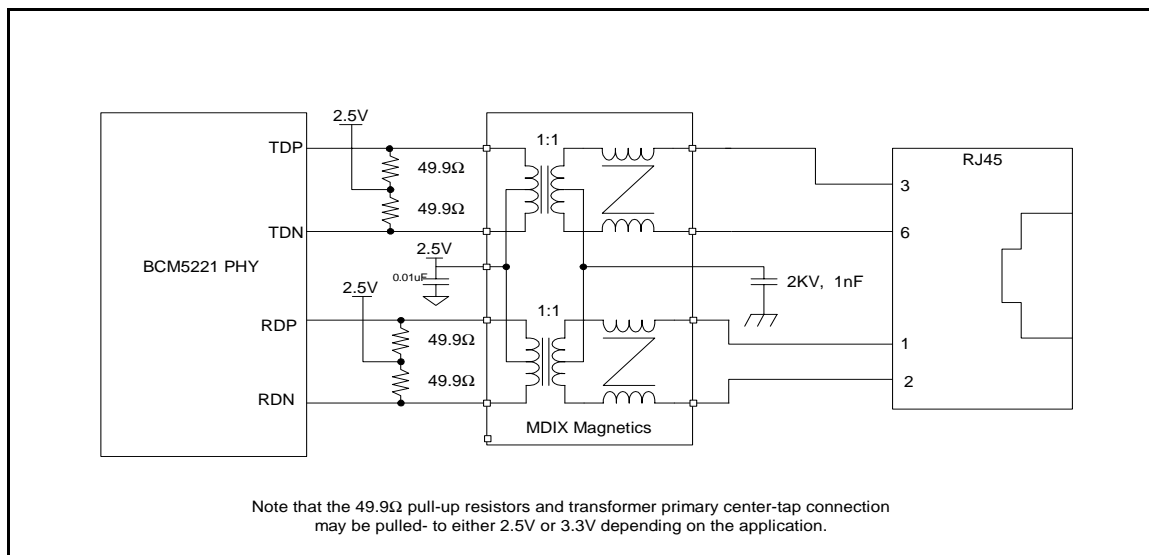 2.5V
TDP
49.9Ω
49.9Ω
TDN
BCM5221 PHY
2.5V
0.01uF
2.5V
RDP
49.9Ω
49.9Ω
RDN
1:1
1:1
MDIX Magnetics
2KV, 1nF
RJ45
3
6
1
2
Note that the 49.9Ω pull-up resistors and transformer primary center-tap connection
may be pulled- to either 2.5V or 3.3V depending on the application.